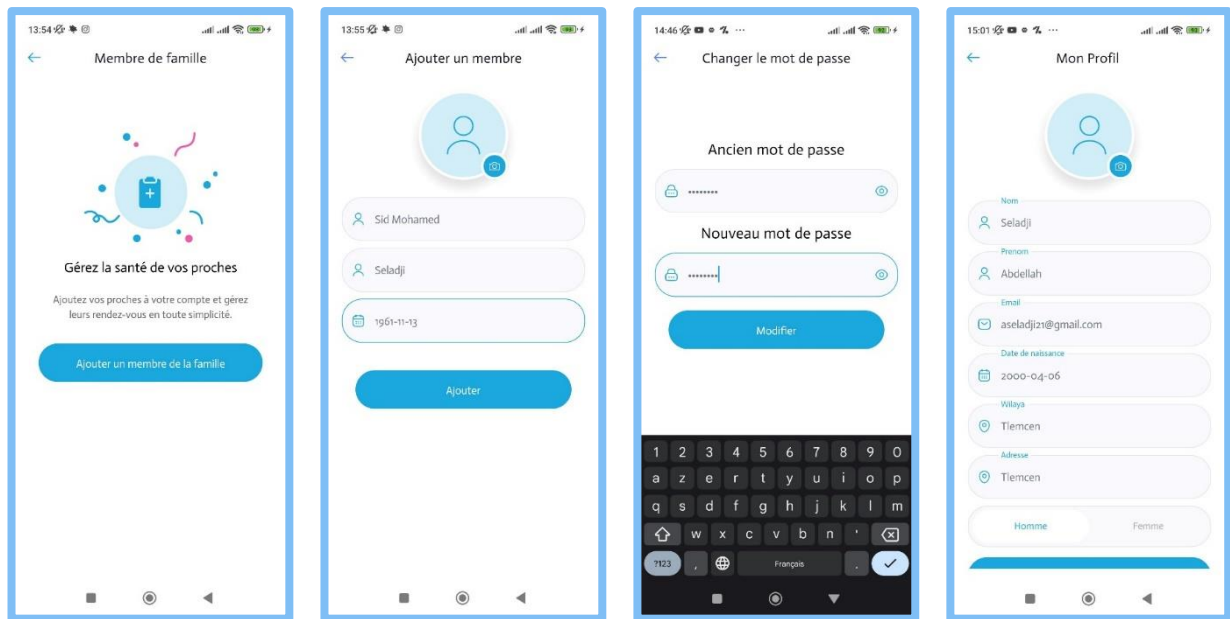 13:54
Membre de famille
Gérez la santé de vos proches
Ajoutez vos proches à votre compte et gérez
leurs rendez-vous en toute simplicité.
Ajouter un membre de la famille
13:55
Ajouter un membre
Sid Mohamed
Seladji
1961-11-13
Ajouter
14:46
Changer le mot de passe
Ancien mot de passe
••••••••
Nouveau mot de passe
••••••••
Modifier
1 2 3 4 5 6 7 8 9 0
a z e r t y u i o p
q s d f g h j k l m
w x c v b n '
?123 , Français .
15:01
Mon Profil
Nom
Seladji
Prenom
Abdellah
Email
aseladji21@gmail.com
Date de naissance
2000-04-06
Wilaya
Tlemcen
Adresse
Tlemcen
Homme Femme